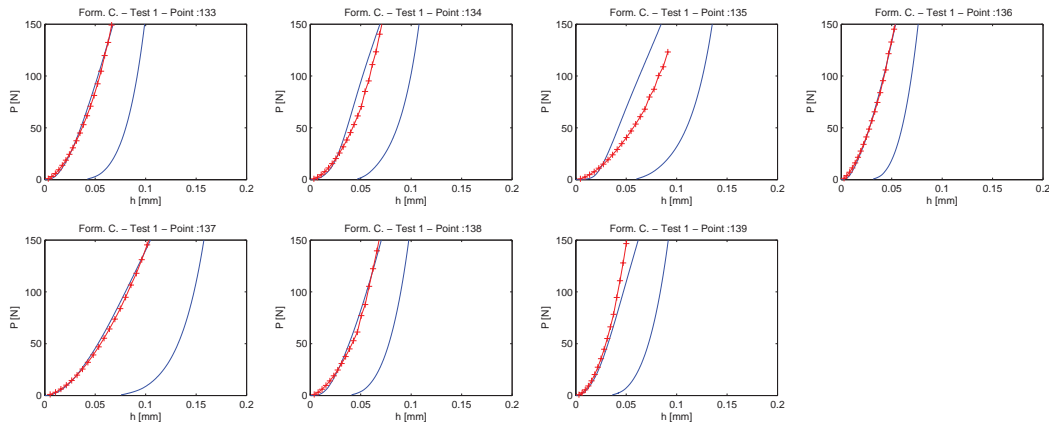 Form. C. – Test 1 – Point :133
Form. C. – Test 1 – Point :134
Form. C. – Test 1 – Point :135
Form. C. – Test 1 – Point :136
150
100
50
0
P [N]
0 0.05 0.1 0.15 0.2
h [mm]
150
100
50
0
P [N]
0 0.05 0.1 0.15 0.2
h [mm]
150
100
50
0
P [N]
0 0.05 0.1 0.15 0.2
h [mm]
150
100
50
0
P [N]
0 0.05 0.1 0.15 0.2
h [mm]
Form. C. – Test 1 – Point :137
Form. C. – Test 1 – Point :138
Form. C. – Test 1 – Point :139
150
100
50
0
P [N]
0 0.05 0.1 0.15 0.2
h [mm]
150
100
50
0
P [N]
0 0.05 0.1 0.15 0.2
h [mm]
150
100
50
0
P [N]
0 0.05 0.1 0.15 0.2
h [mm]